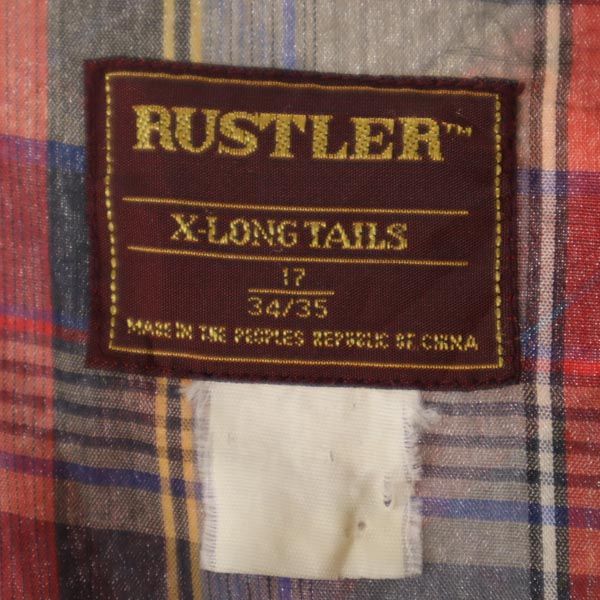 RUSTLER™
X-LONG TAILS
17
34/35
MADE IN THE PEOPLES REPUBLIC OF CHINA